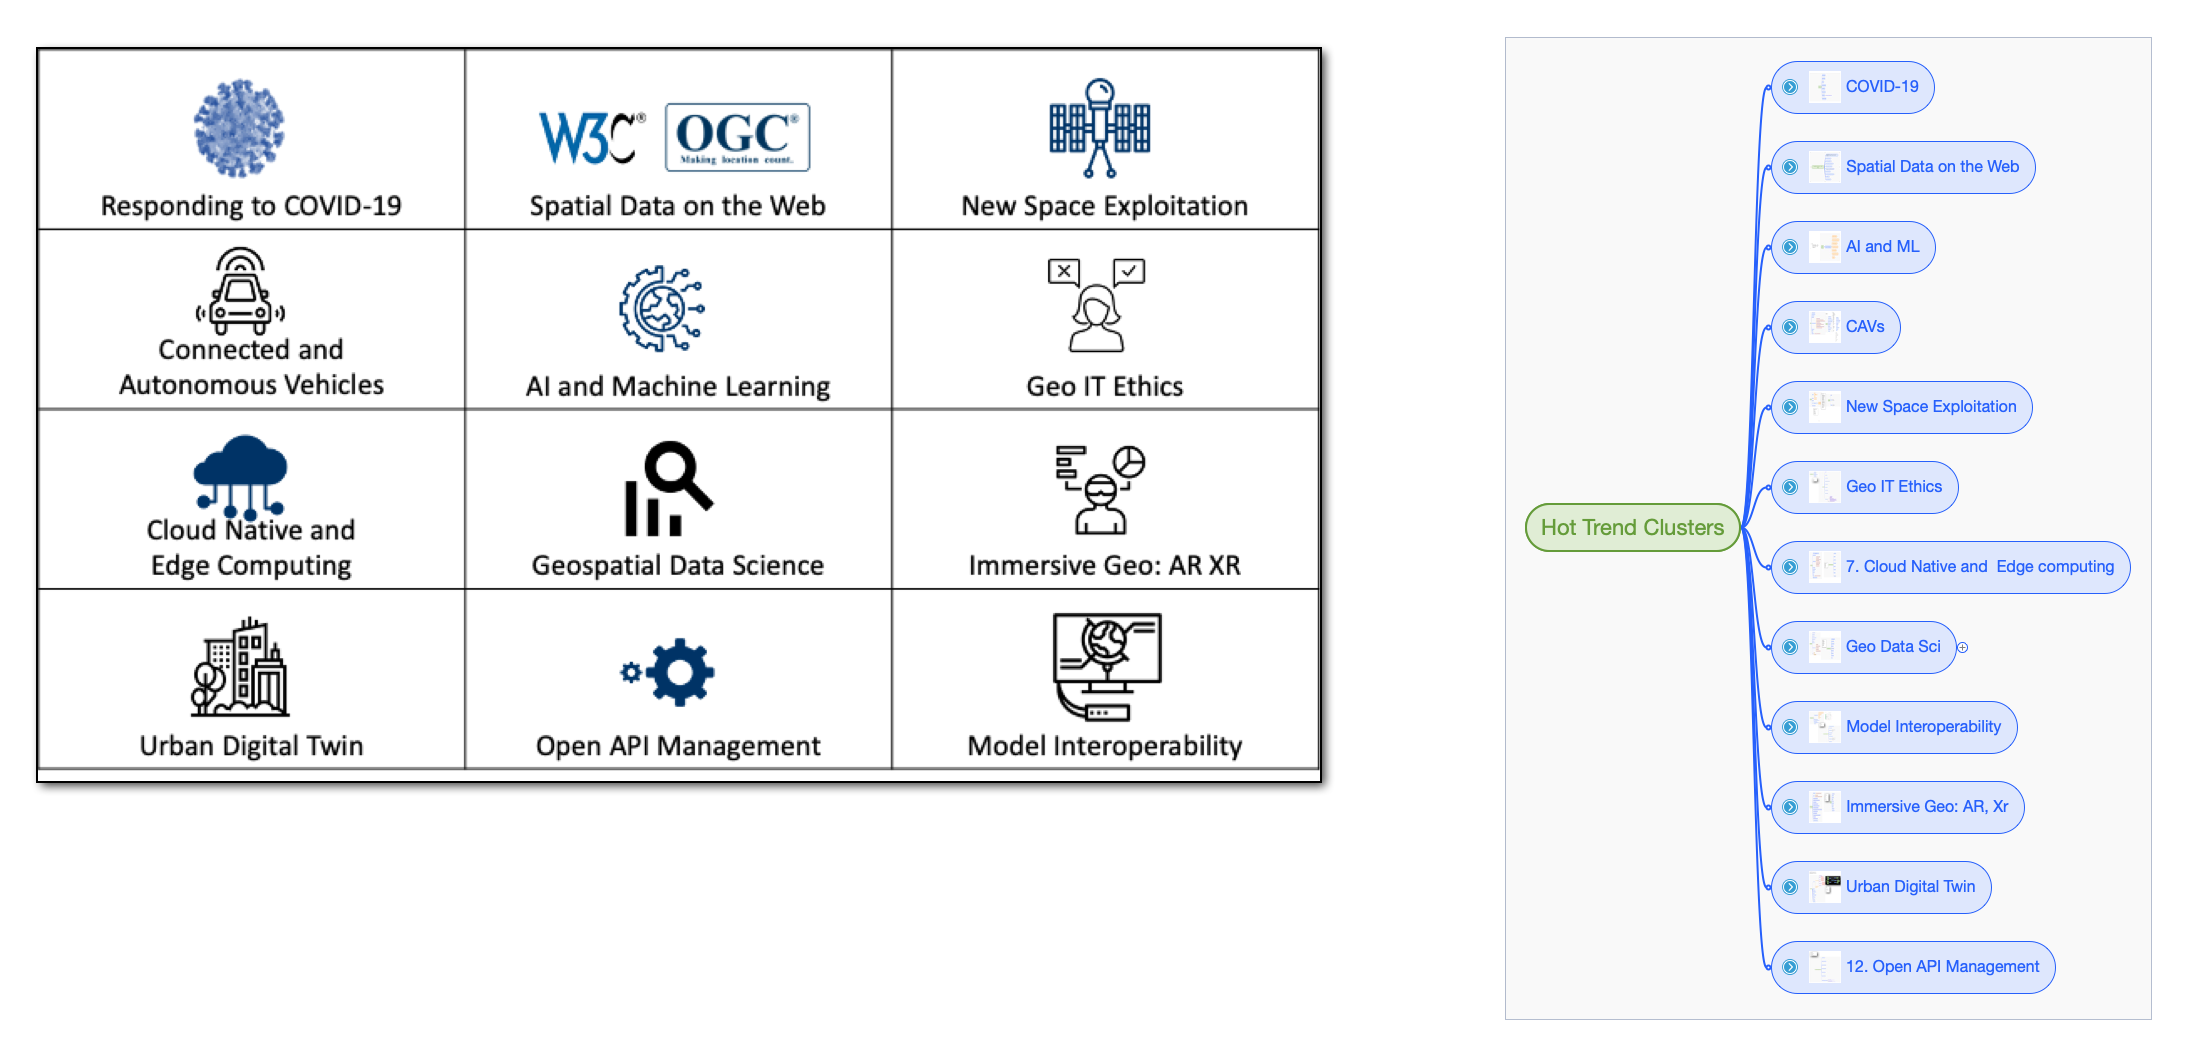 W3C®
OGC®
Making location count.
Responding to COVID-19
Spatial Data on the Web
New Space Exploitation
Connected and
Autonomous Vehicles
AI and Machine Learning
Geo IT Ethics
Cloud Native and
Edge Computing
Geospatial Data Science
Immersive Geo: AR XR
Urban Digital Twin
Open API Management
Model Interoperability
Hot Trend Clusters
COVID-19
Spatial Data on the Web
AI and ML
CAVs
New Space Exploitation
Geo IT Ethics
7. Cloud Native and  Edge computing
Geo Data Sci
Model Interoperability
Immersive Geo: AR, Xr
Urban Digital Twin
12. Open API Management